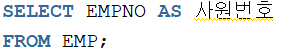 SELECT EMPNO AS 사원번호
FROM EMP;